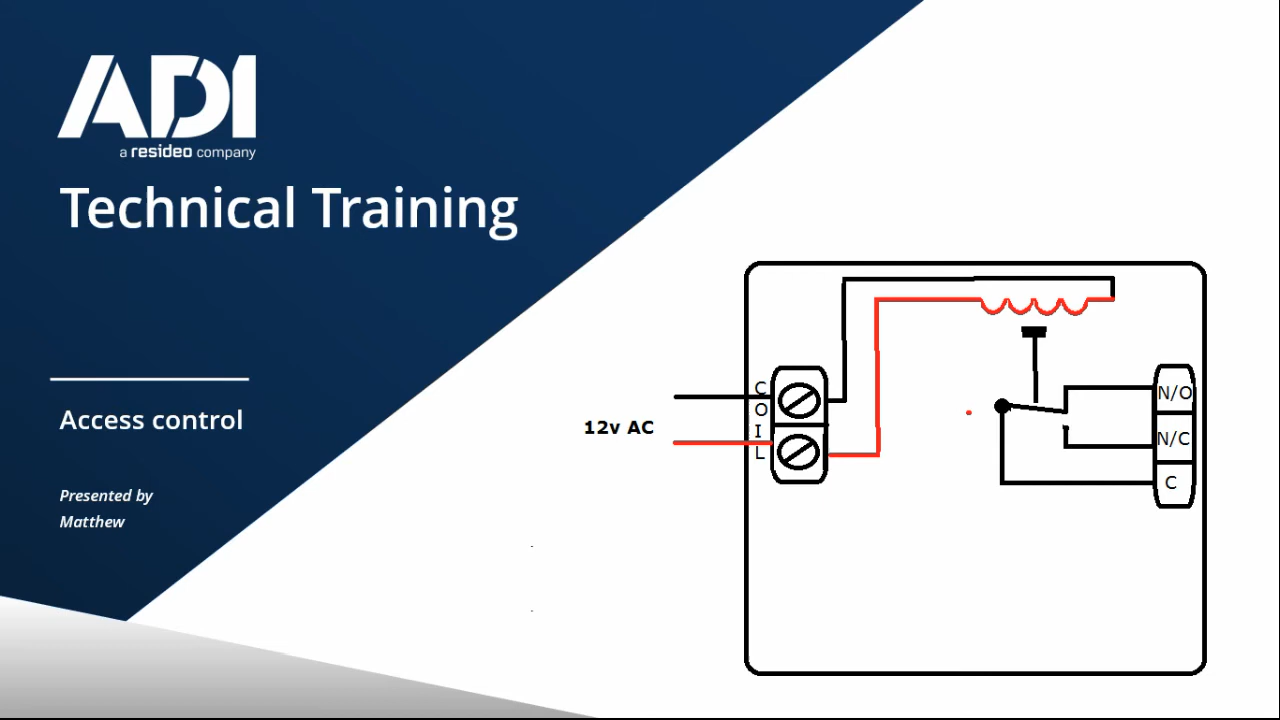 ADI
a resideo company
Technical Training
Access control
Presented by
Matthew
12v AC
C
O
I
L
N/O
N/C
C